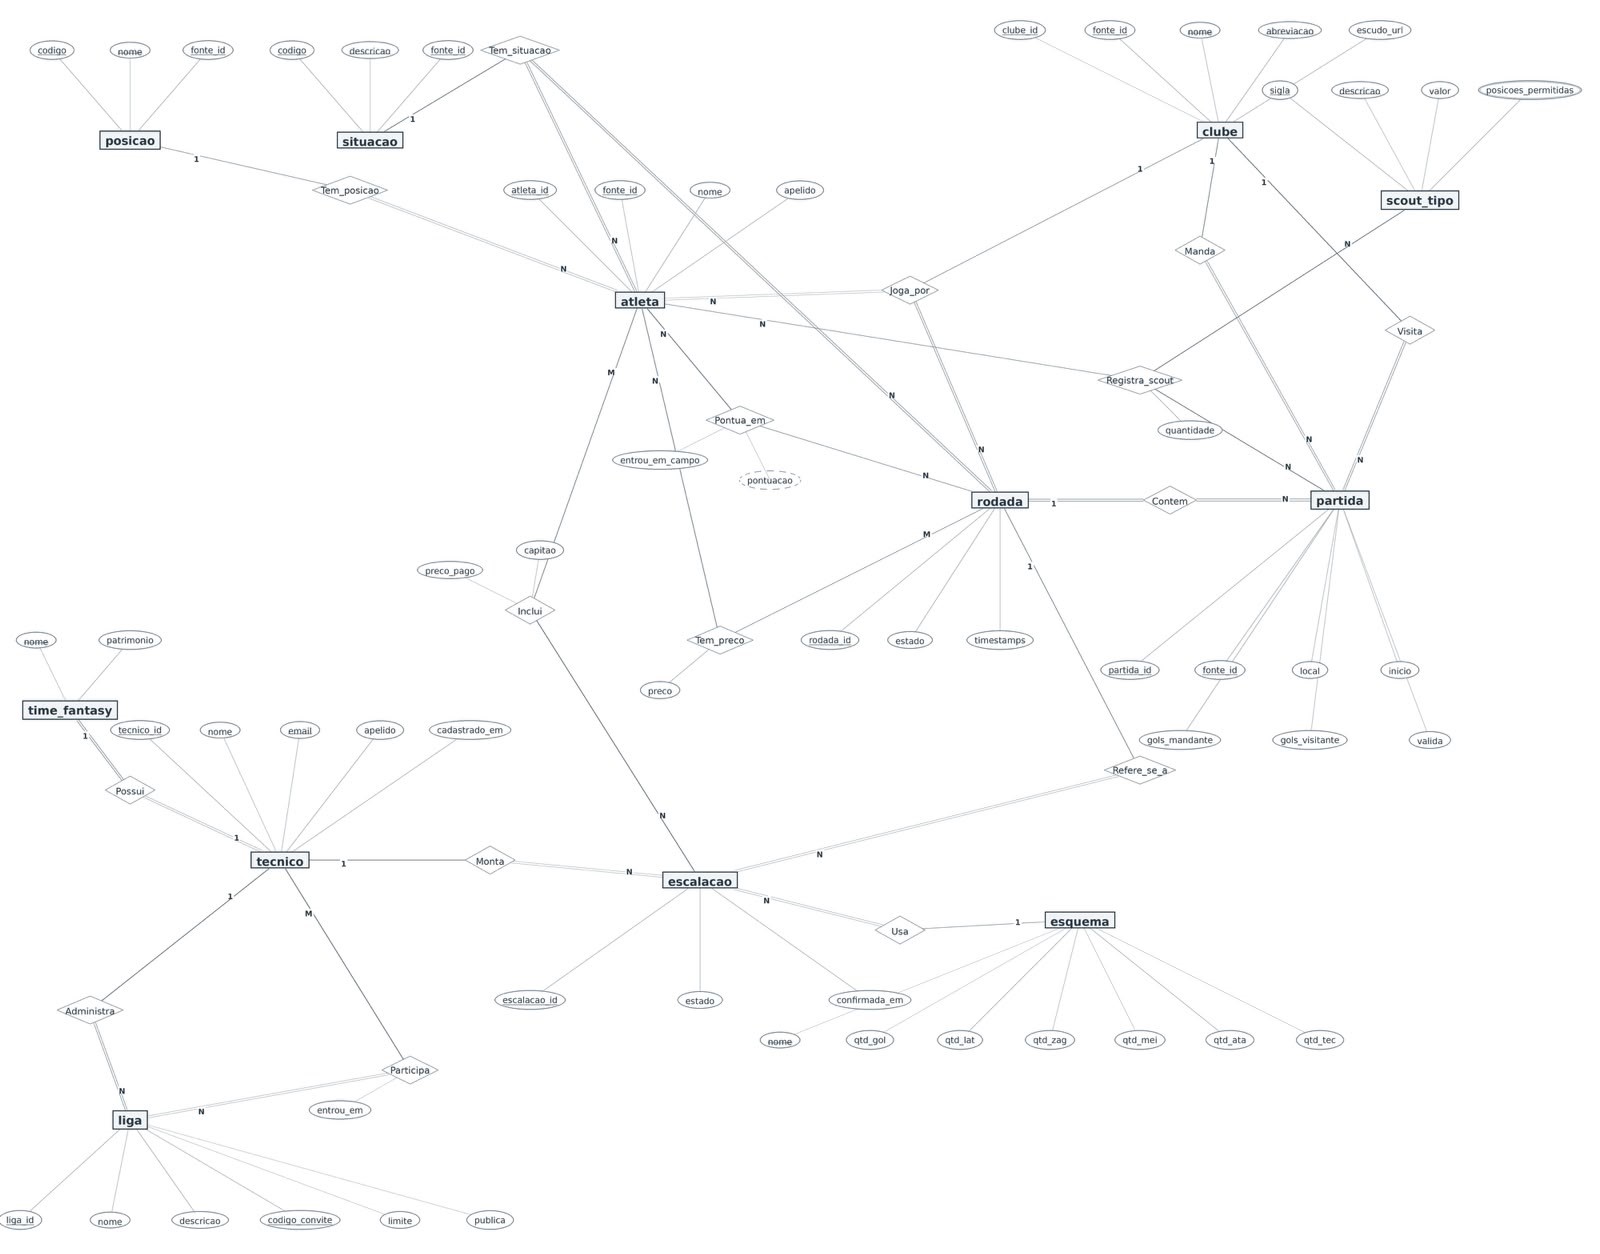 clube_id
fonte_id
nome
abreviacao
escudo_url
codigo
nome
fonte_id
codigo
descricao
fonte_id
Tem_situacao
sigla
descricao
valor
posicoes_permitidas
1
clube
posicao
situacao
1
1
1
1
Tem_posicao
atleta_id
fonte_id
nome
apelido
scout_tipo
N
N
Manda
N
Joga_por
atleta
N
N
Visita
N
M
N
Registra_scout
N
Pontua_em
quantidade
N
N
N
entrou_em_campo
N
N
N
pontuacao
rodada
1
Contem
N
partida
M
capitao
1
preco_pago
Inclui
nome
patrimonio
Tem_preco
rodada_id
estado
timestamps
partida_id
fonte_id
local
inicio
preco
time_fantasy
1
tecnico_id
nome
email
apelido
cadastrado_em
gols_mandante
gols_visitante
valida
Refere_se_a
Possui
N
1
N
tecnico
1
Monta
N
escalacao
1
N
M
esquema
1
Usa
escalacao_id
estado
confirmada_em
Administra
nome
qtd_gol
qtd_lat
qtd_zag
qtd_mei
qtd_ata
qtd_tec
Participa
N
N
entrou_em
liga
liga_id
nome
descricao
codigo_convite
limite
publica